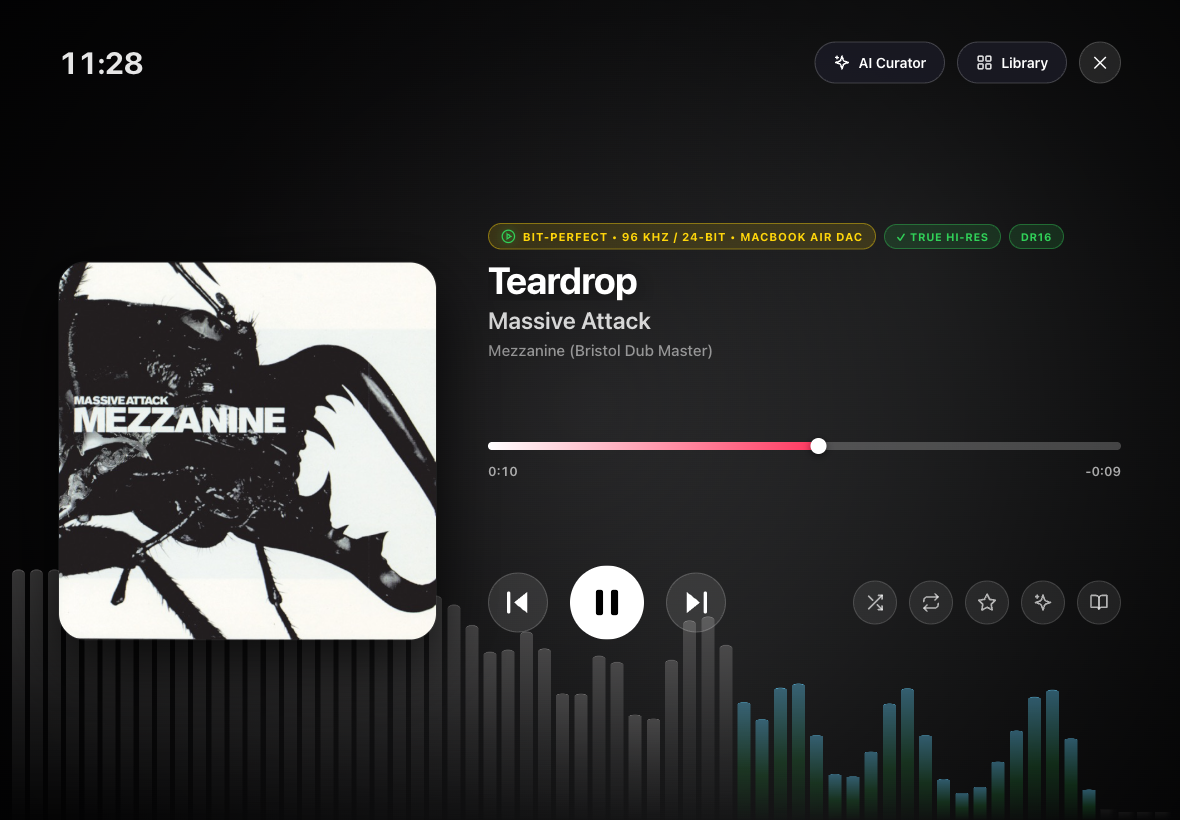 11:28
AI Curator
Library
BIT-PERFECT • 96 KHZ / 24-BIT • MACBOOK AIR DAC
✓ TRUE HI-RES
DR16
Teardrop
Massive Attack
Mezzanine (Bristol Dub Master)
MASSIVE ATTACK
MEZZANINE
0:10
-0:09